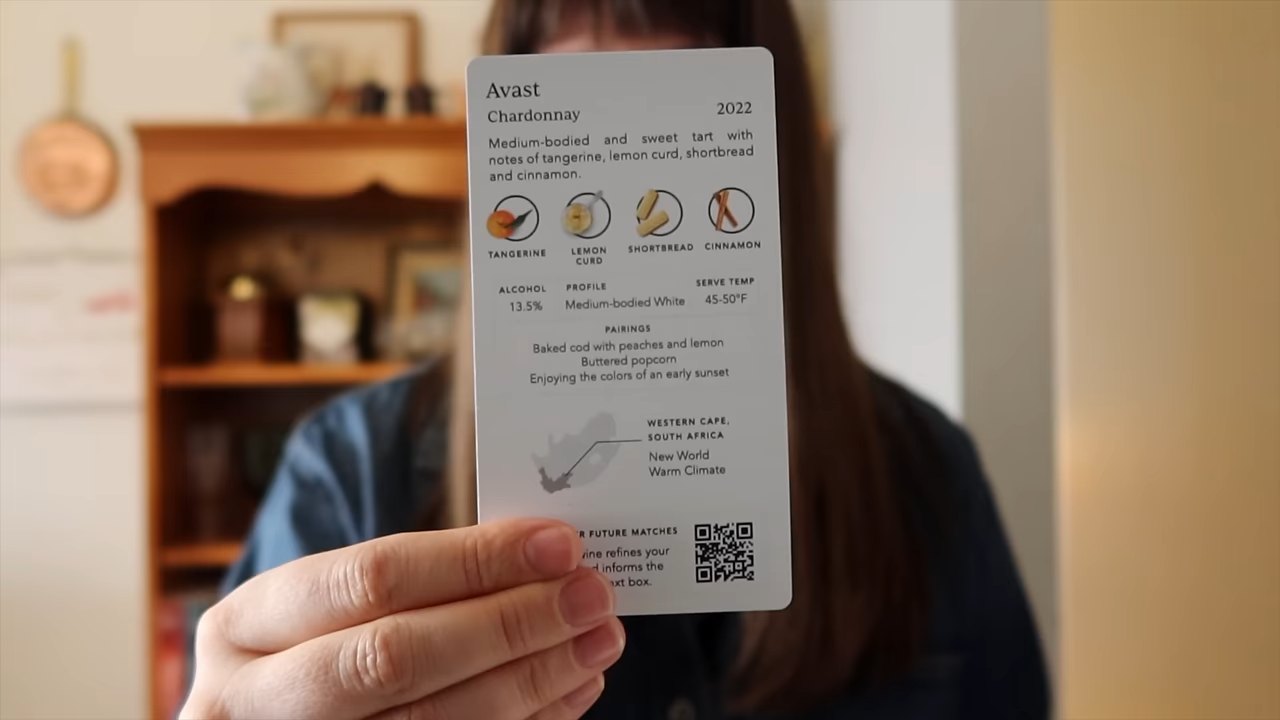 Avast
Chardonnay 2022
Medium-bodied and sweet tart with
notes of tangerine, lemon curd, shortbread
and cinnamon.
TANGERINE
LEMON
CURD
SHORTBREAD
CINNAMON
ALCOHOL
13.5%
PROFILE
Medium-bodied White
SERVE TEMP
45-50°F
PAIRINGS
Baked cod with peaches and lemon
Buttered popcorn
Enjoying the colors of an early sunset
WESTERN CAPE,
SOUTH AFRICA
New World
Warm Climate
FUTURE MATCHES
refines your
informs the
box.